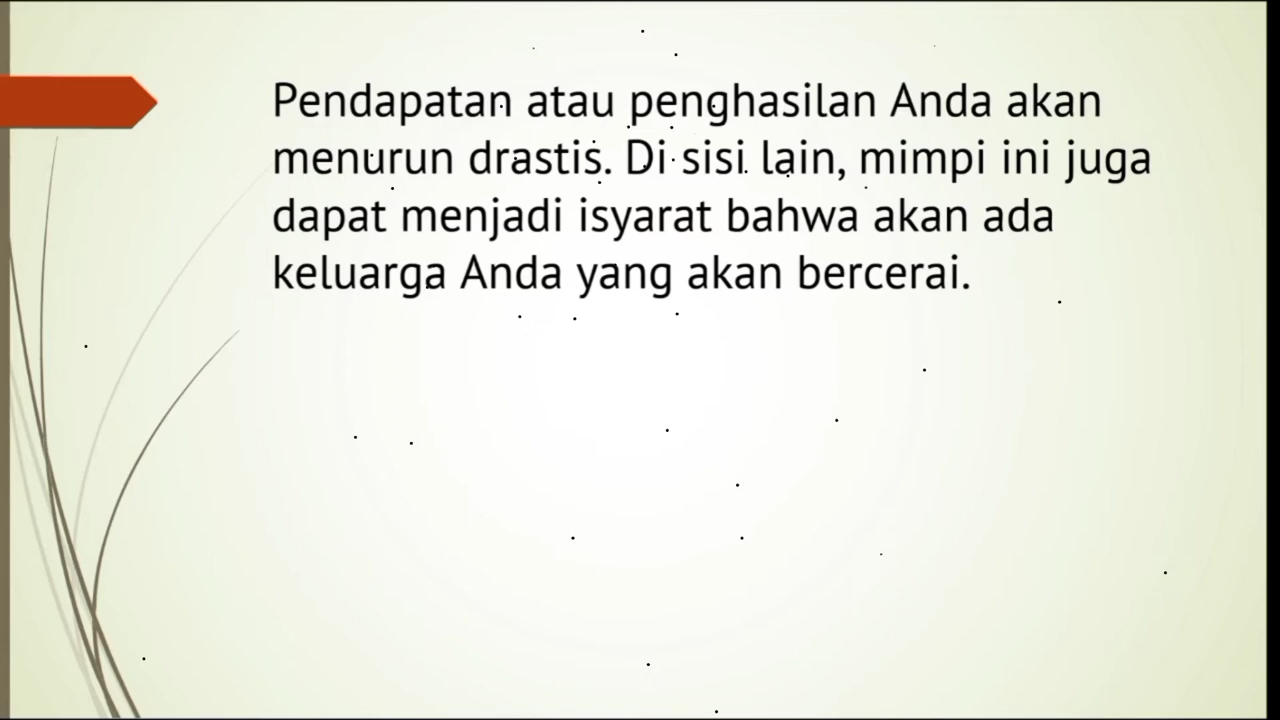 Pendapatan atau penghasilan Anda akan
menurun drastis. Di sisi lain, mimpi ini juga
dapat menjadi isyarat bahwa akan ada
keluarga Anda yang akan bercerai.